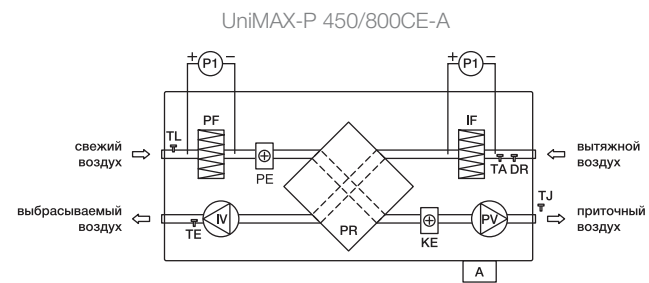 UniMAX-P 450/800CE-A
+ P1 −
+ P1 −
TL
PF
IF
свежий
воздух
PE
TA DR
вытяжной
воздух
TJ
выбрасываемый
воздух
TE
IV
PR
KE
PV
приточный
воздух
A